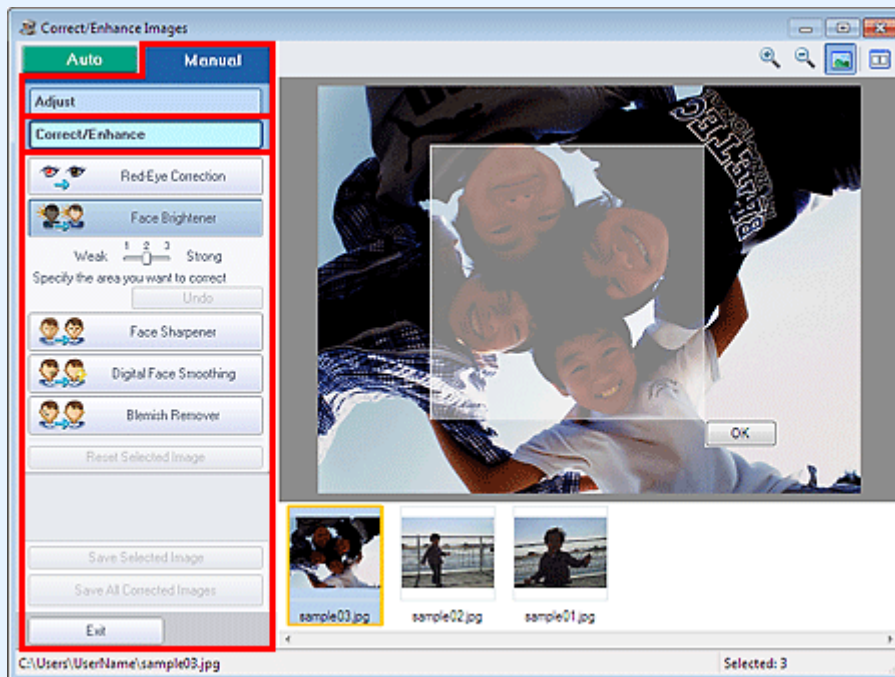 Correct/Enhance Images
Auto
Manual
Adjust
Correct/Enhance
Red-Eye Correction
Face Brightener
1 2 3
Weak Strong
Specify the area you want to correct
Undo
Face Sharpener
Digital Face Smoothing
Blemish Remover
Reset Selected Image
Save Selected Image
Save All Corrected Images
Exit
OK
sample03.jpg
sample02.jpg
sample01.jpg
C:\Users\UserName\sample03.jpg
Selected: 3